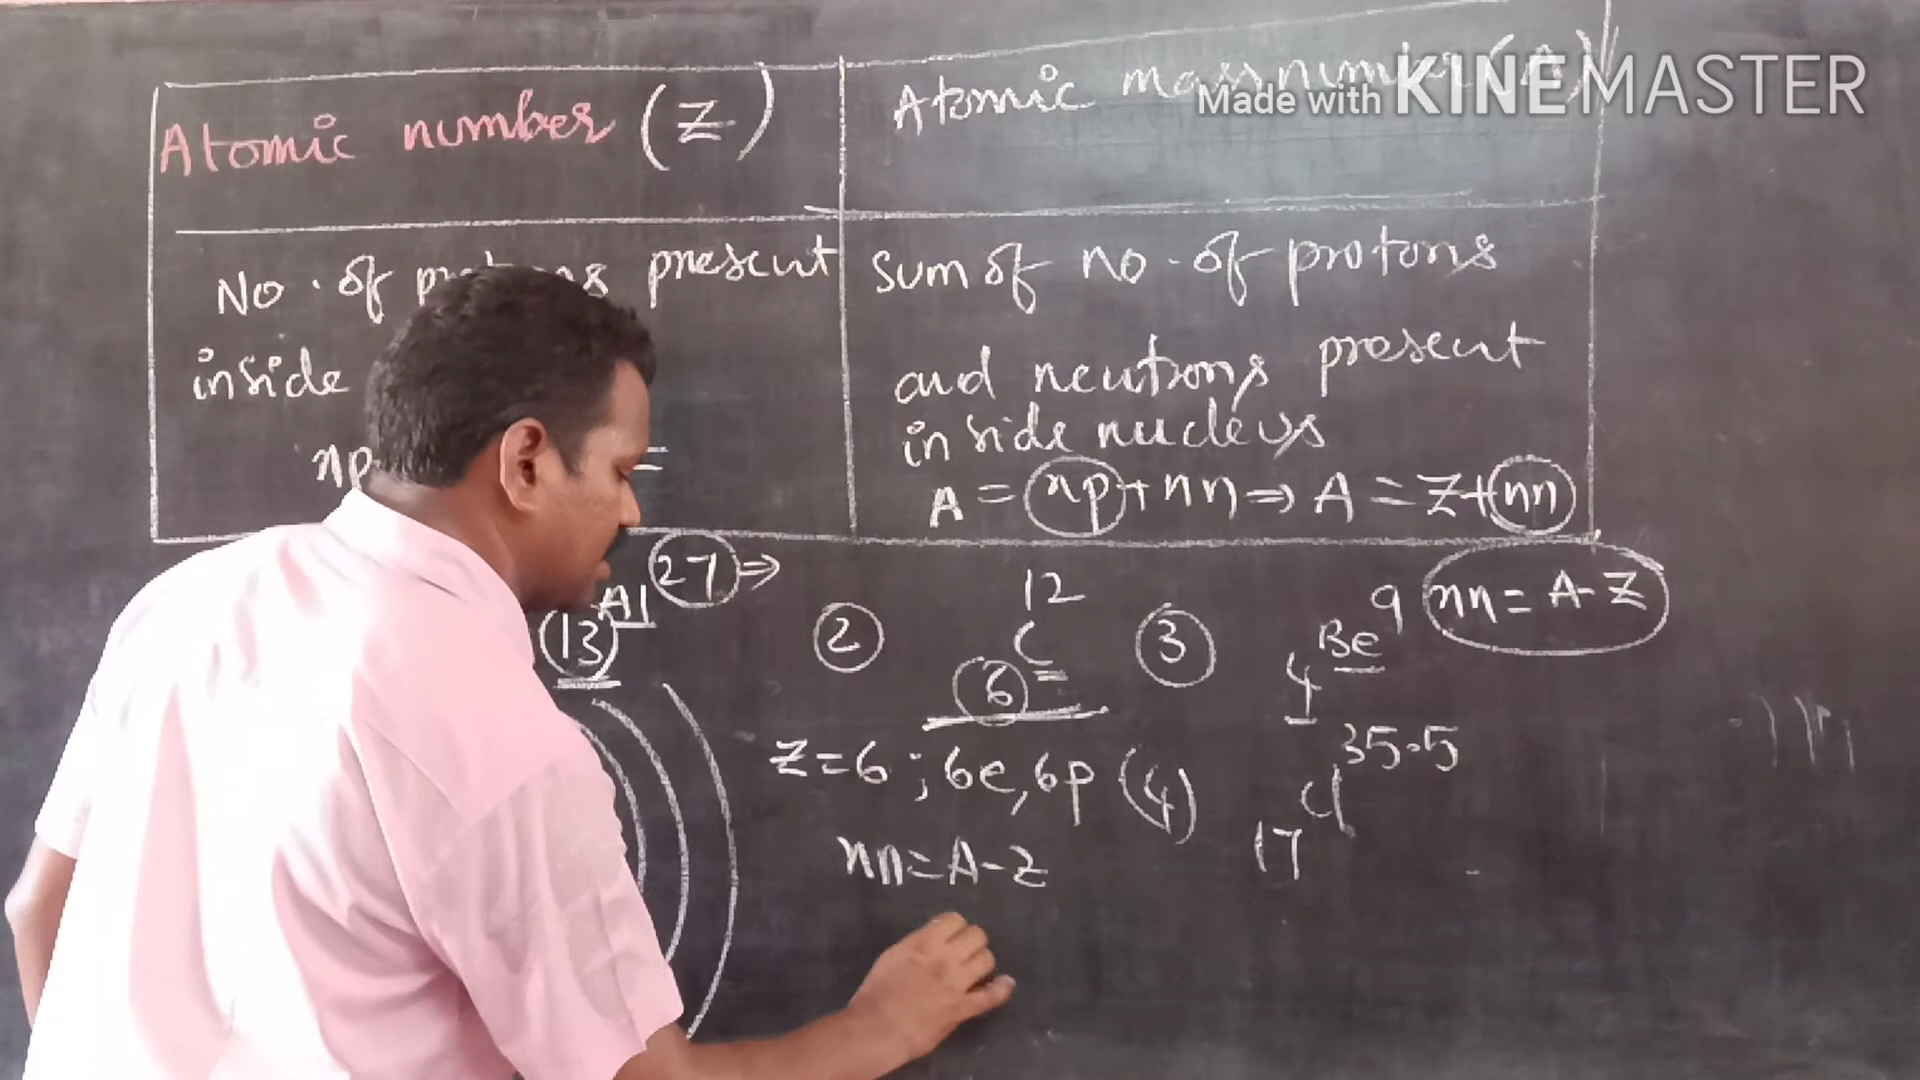 Atomic number (Z)
No. of protons present
inside
np =
Atomic mass number (A)
Made with KINEMASTER
sum of no. of protons
and neutrons present
inside nucleus
A = np + nn ⇒ A = Z + nn
13 Al 27 ⇒
2 12 C 6
3 4 Be 9
nn = A - Z
Z = 6 ; 6e, 6p
nn = A - Z
(4) 17 Cl 35.5